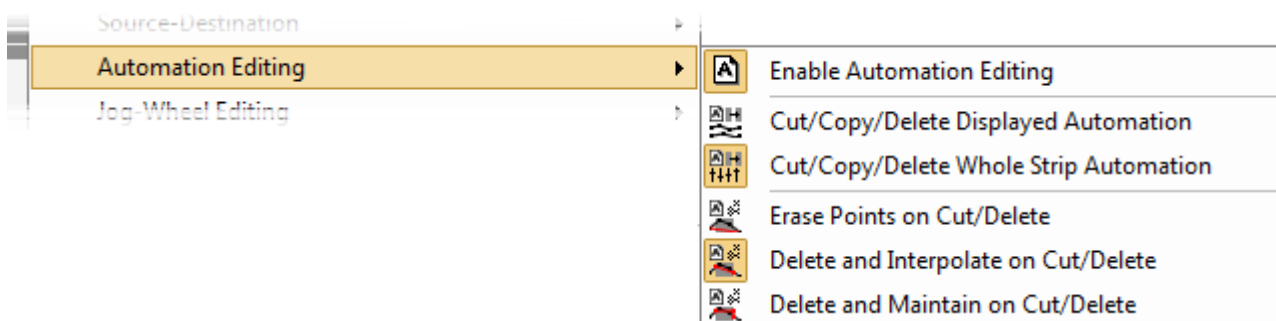 Source-Destination
Automation Editing
Jog-Wheel Editing
Enable Automation Editing
Cut/Copy/Delete Displayed Automation
Cut/Copy/Delete Whole Strip Automation
Erase Points on Cut/Delete
Delete and Interpolate on Cut/Delete
Delete and Maintain on Cut/Delete